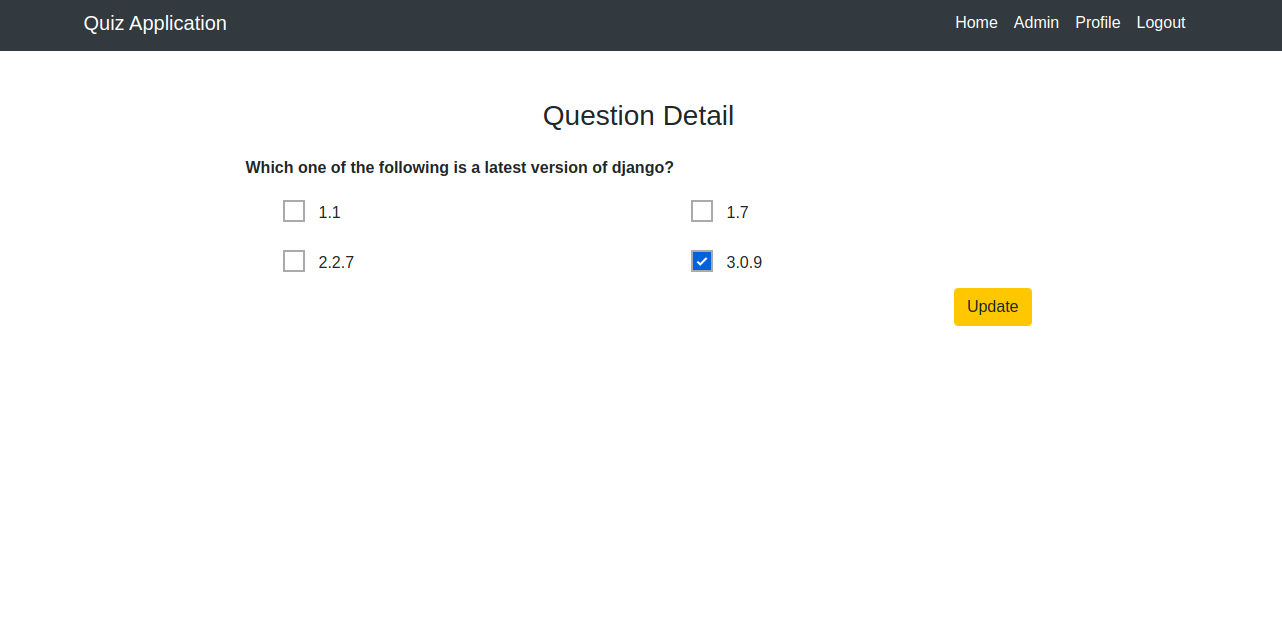 Quiz Application Home Admin Profile Logout
Question Detail
Which one of the following is a latest version of django?
1.1 1.7
2.2.7 3.0.9
Update